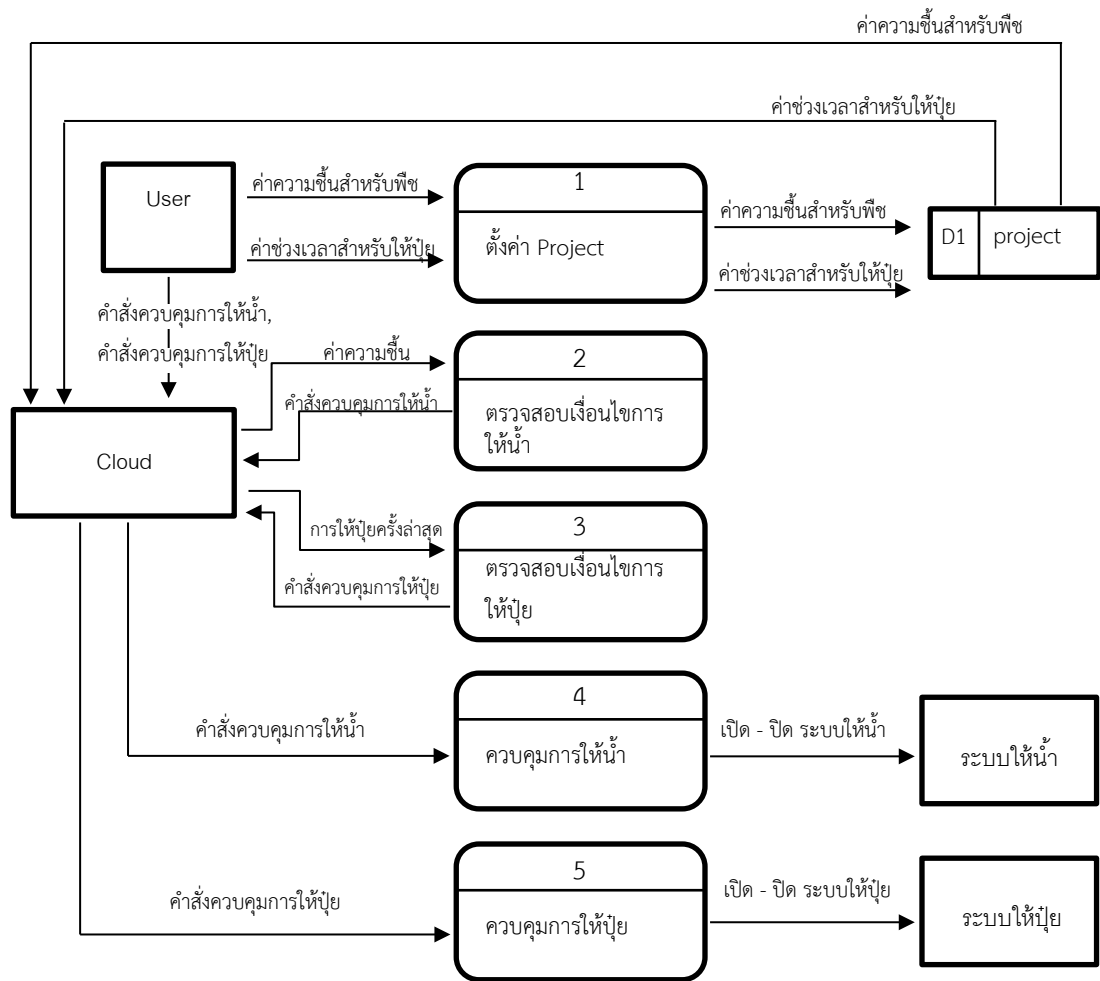 ค่าความชื้นสำหรับพืช
ค่าช่วงเวลาสำหรับให้ปุ๋ย
User
ค่าความชื้นสำหรับพืช
ค่าช่วงเวลาสำหรับให้ปุ๋ย
1
ตั้งค่า Project
ค่าความชื้นสำหรับพืช
ค่าช่วงเวลาสำหรับให้ปุ๋ย
D1 project
คำสั่งควบคุมการให้น้ำ,
คำสั่งควบคุมการให้ปุ๋ย
ค่าความชื้น
คำสั่งควบคุมการให้น้ำ
2
ตรวจสอบเงื่อนไขการ
ให้น้ำ
Cloud
การให้ปุ๋ยครั้งล่าสุด
คำสั่งควบคุมการให้ปุ๋ย
3
ตรวจสอบเงื่อนไขการ
ให้ปุ๋ย
คำสั่งควบคุมการให้น้ำ
4
ควบคุมการให้น้ำ
เปิด - ปิด ระบบให้น้ำ
ระบบให้น้ำ
คำสั่งควบคุมการให้ปุ๋ย
5
ควบคุมการให้ปุ๋ย
เปิด - ปิด ระบบให้ปุ๋ย
ระบบให้ปุ๋ย